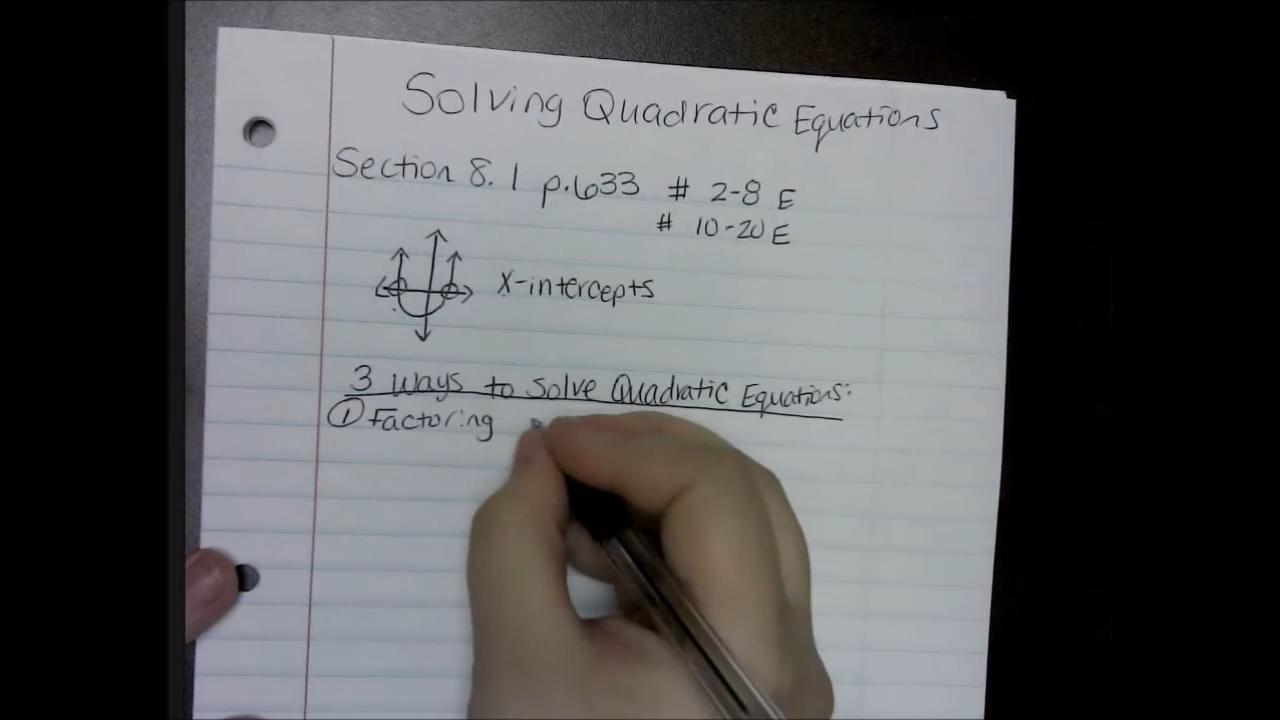 Solving Quadratic Equations
Section 8.1 p.633 # 2-8 E
# 10-20 E
x-intercepts
3 Ways to Solve Quadratic Equations:
① Factoring